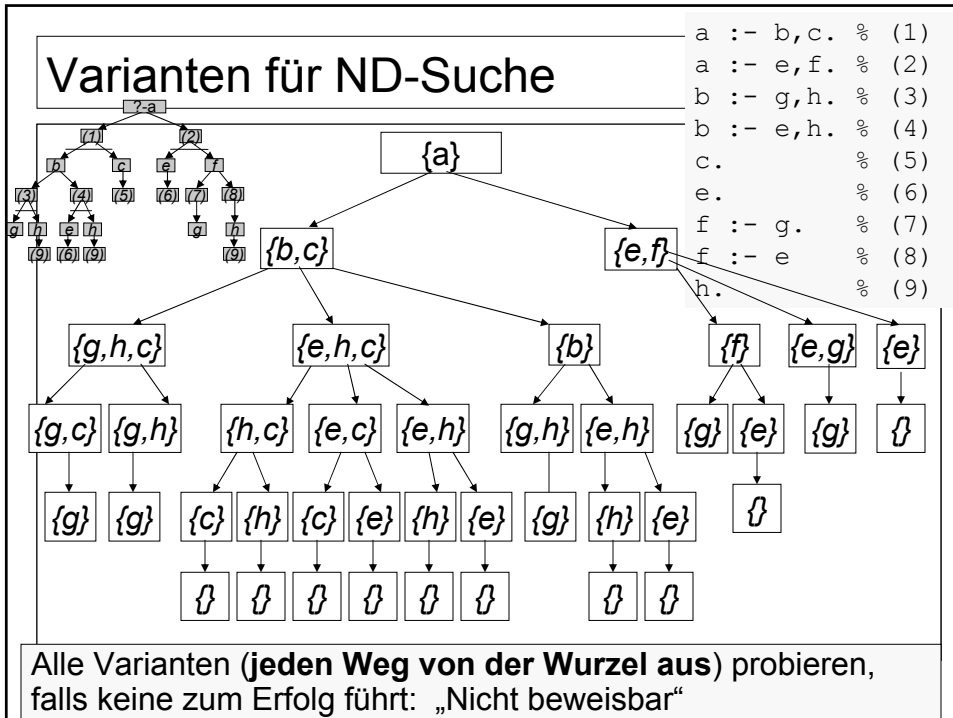 Varianten für ND-Suche
a :- b,c. % (1)
a :- e,f. % (2)
b :- g,h. % (3)
b :- e,h. % (4)
c. % (5)
e. % (6)
f :- g. % (7)
f :- e % (8)
h. % (9)
?-a
(1) (2)
b c e f
(3) (4) (5) (6) (7) (8)
g h e h g h
(9) (6) (9) (9)
{a}
{b,c} {e,f}
{g,h,c} {e,h,c} {b} {f} {e,g} {e}
{g,c} {g,h} {h,c} {e,c} {e,h} {g,h} {e,h} {g} {e} {g} {}
{g} {g} {c} {h} {c} {e} {h} {e} {g} {h} {e} {}
{} {} {} {} {} {} {} {}
Alle Varianten (jeden Weg von der Wurzel aus) probieren,
falls keine zum Erfolg führt: „Nicht beweisbar“